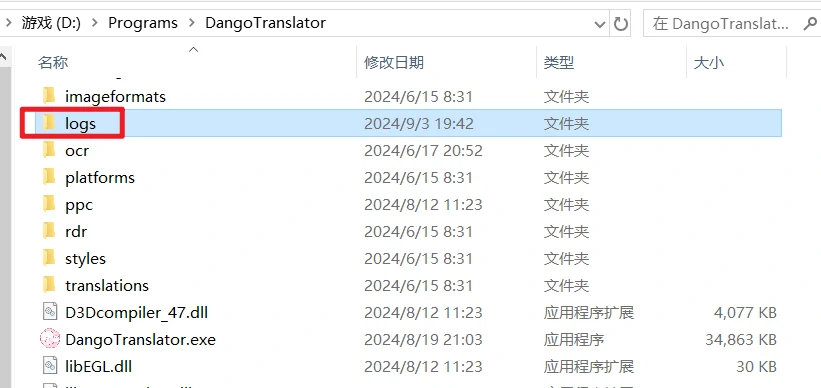 游戏 (D:) > Programs > DangoTranslator 在 DangoTranslat...
名称 修改日期 类型 大小
imageformats 2024/6/15 8:31 文件夹
logs 2024/9/3 19:42 文件夹
ocr 2024/6/17 20:52 文件夹
platforms 2024/6/15 8:31 文件夹
ppc 2024/8/12 11:23 文件夹
rdr 2024/6/15 8:31 文件夹
styles 2024/6/15 8:31 文件夹
translations 2024/6/15 8:31 文件夹
D3Dcompiler_47.dll 2024/8/12 11:23 应用程序扩展 4,077 KB
DangoTranslator.exe 2024/8/19 21:03 应用程序 34,863 KB
libEGL.dll 2024/8/12 11:23 应用程序扩展 30 KB